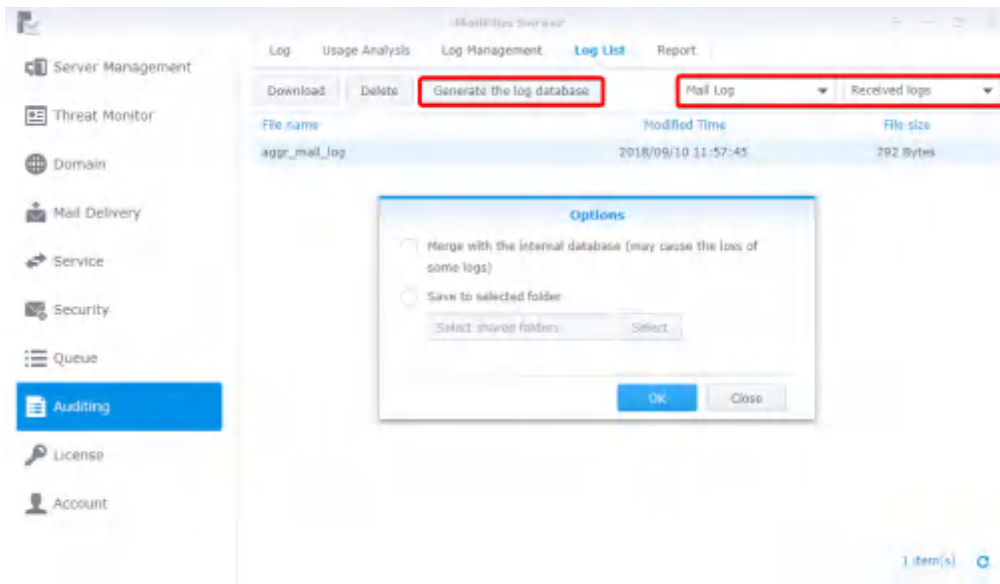 MailPlus Server
Log Usage Analysis Log Management Log List Report
Server Management
Download Delete Generate the log database Mail Log Received logs
Threat Monitor
File name Modified Time File size
aggr_mail_log 2018/09/10 11:57:45 792 Bytes
Domain
Mail Delivery
Options
Merge with the internal database (may cause the loss of
some logs)
Service
Save to selected folder
Security
Select shared folders Select
Queue
OK Close
Auditing
License
Account
1 item(s)